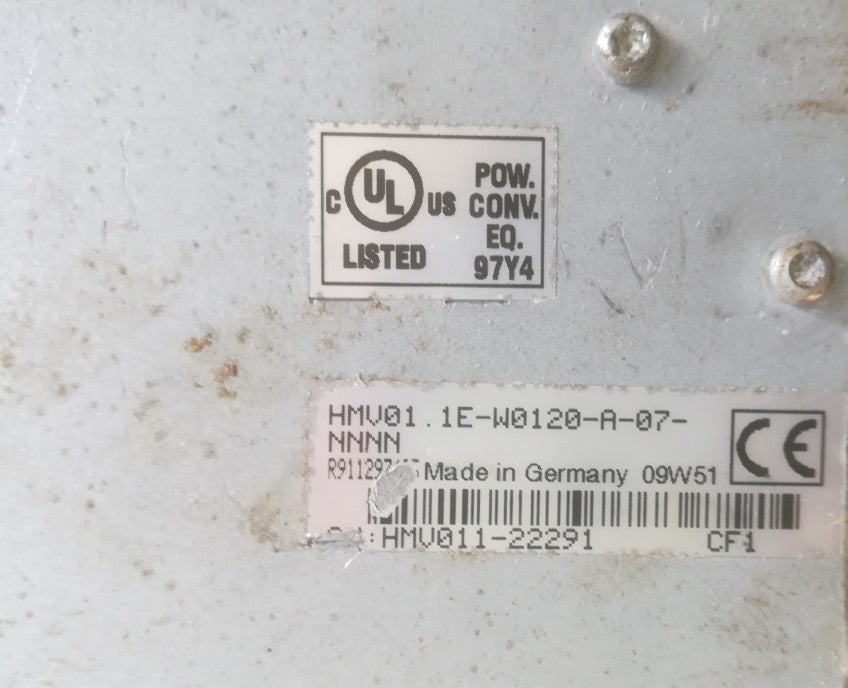 C UL US
LISTED
POW.
CONV.
EQ.
97Y4
HMV01.1E-W0120-A-07-
NNNN
Made in Germany 09W51
CE
:HMV011-22291 CF1